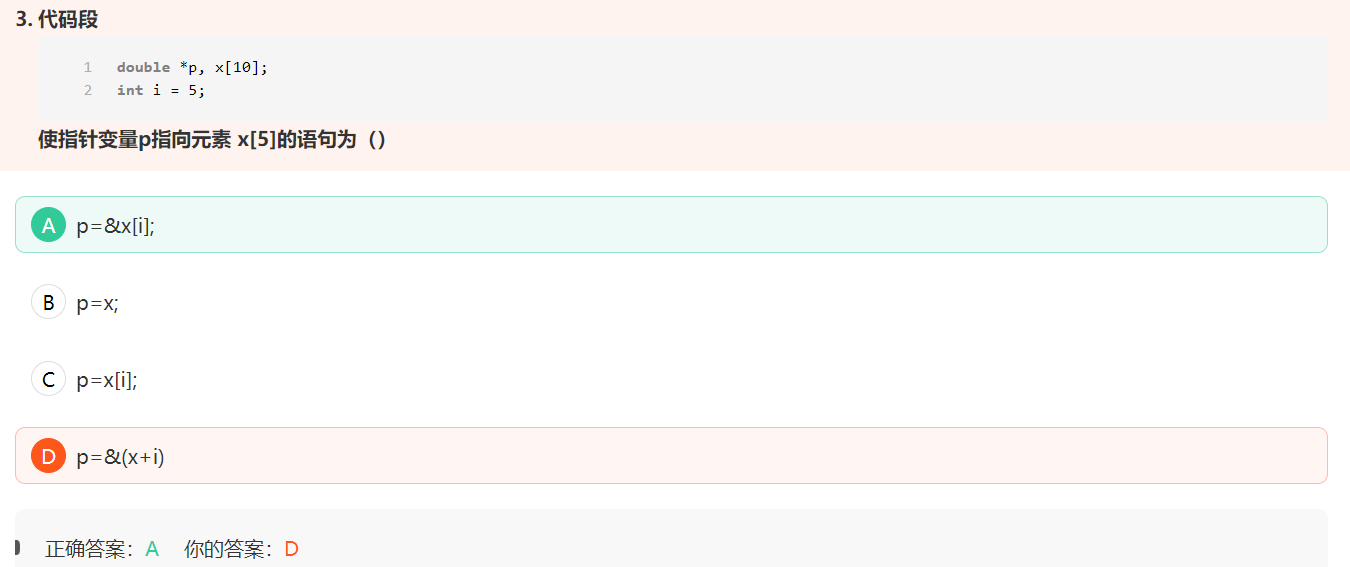 3. 代码段
1 double *p, x[10];
2 int i = 5;
使指针变量p指向元素 x[5]的语句为（）
A p=&x[i];
B p=x;
C p=x[i];
D p=&(x+i)
正确答案：A 你的答案：D